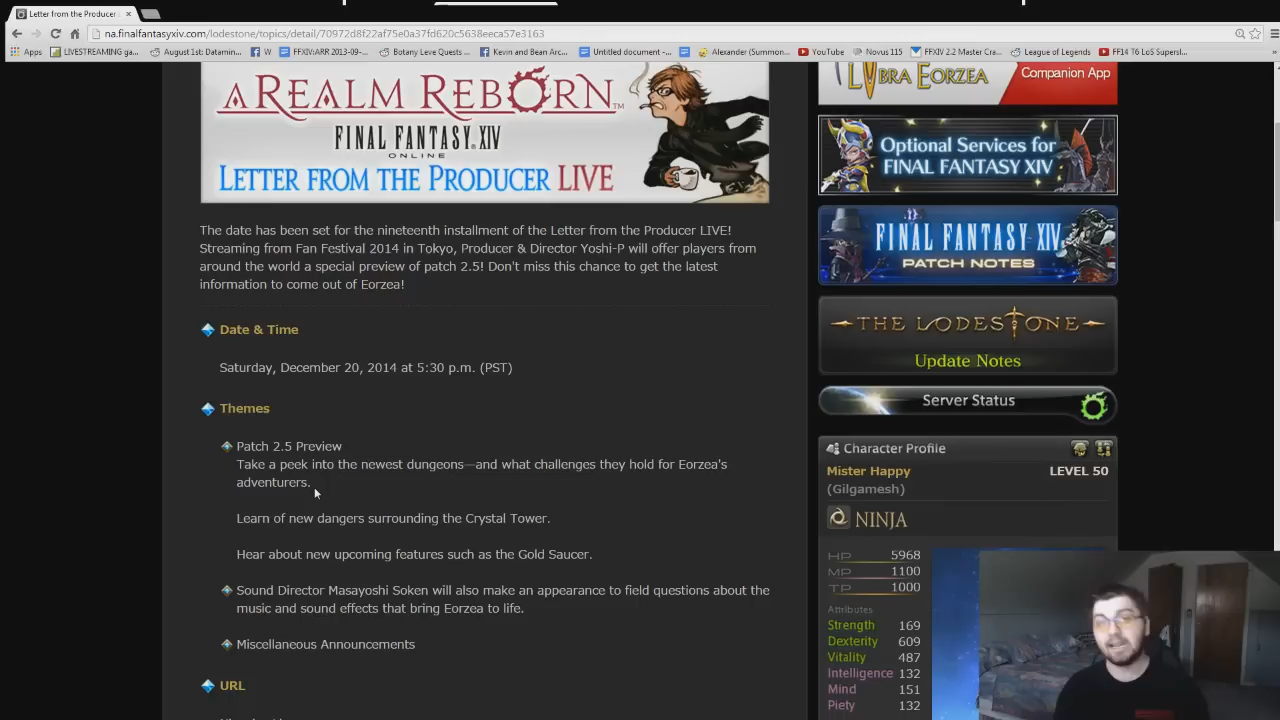 Letter from the Producer
na.finalfantasyxiv.com/lodestone/topics/detail/70972d8f22af75e0a37fd620c5638eeca57e3163
Apps
LIVESTREAMING ga...
August 1st: Datamin...
W
FFXIV:ARR 2013-09-...
Botany Leve Quests ...
Kevin and Bean Arc...
Untitled document -...
Alexander (Summon...
YouTube
Novus 115
FFXIV 2.2 Master Cra...
League of Legends
FF14 T6 LoS Supersl...
A REALM REBORN™
FINAL FANTASY® XIV
ONLINE
LETTER FROM THE PRODUCER LIVE
The date has been set for the nineteenth installment of the Letter from the Producer LIVE!
Streaming from Fan Festival 2014 in Tokyo, Producer & Director Yoshi-P will offer players from
around the world a special preview of patch 2.5! Don't miss this chance to get the latest
information to come out of Eorzea!
Date & Time
Saturday, December 20, 2014 at 5:30 p.m. (PST)
Themes
Patch 2.5 Preview
Take a peek into the newest dungeons—and what challenges they hold for Eorzea's
adventurers.
Learn of new dangers surrounding the Crystal Tower.
Hear about new upcoming features such as the Gold Saucer.
Sound Director Masayoshi Soken will also make an appearance to field questions about the
music and sound effects that bring Eorzea to life.
Miscellaneous Announcements
URL
LIBRA EORZEA
Companion App
Optional Services for
FINAL FANTASY XIV
FINAL FANTASY XIV
PATCH NOTES
THE LODESTONE
Update Notes
Server Status
Character Profile
Mister Happy LEVEL 50
(Gilgamesh)
NINJA
HP 5968
MP 1100
TP 1000
Attributes
Strength 169
Dexterity 609
Vitality 487
Intelligence 132
Mind 151
Piety 132